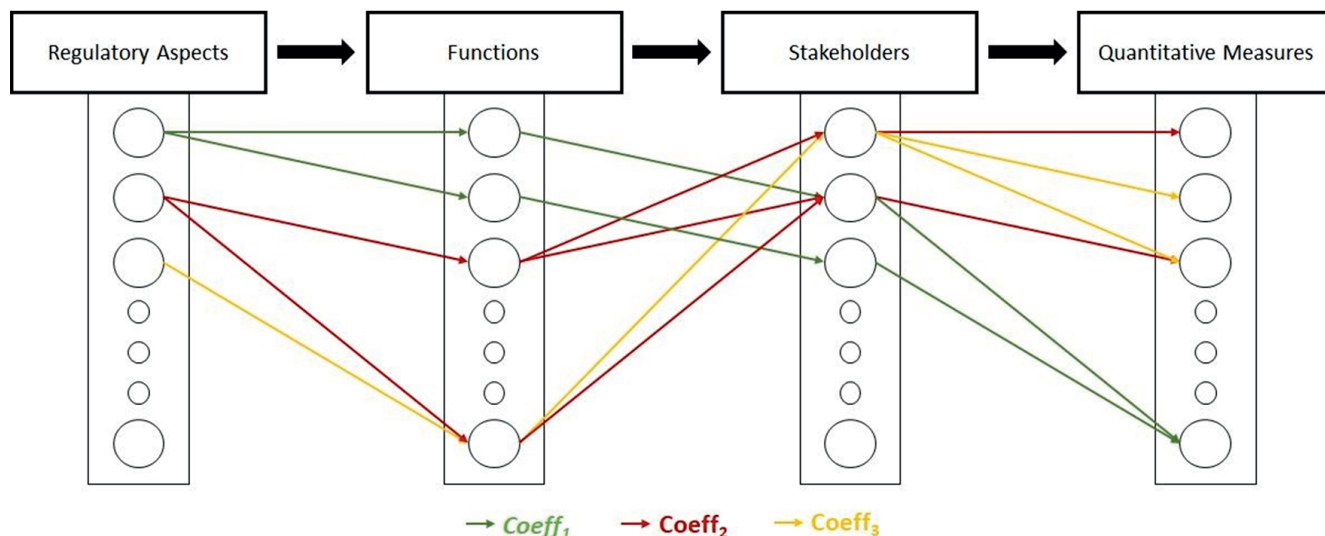 Regulatory Aspects
Functions
Stakeholders
Quantitative Measures
Coeff₁
Coeff₂
Coeff₃